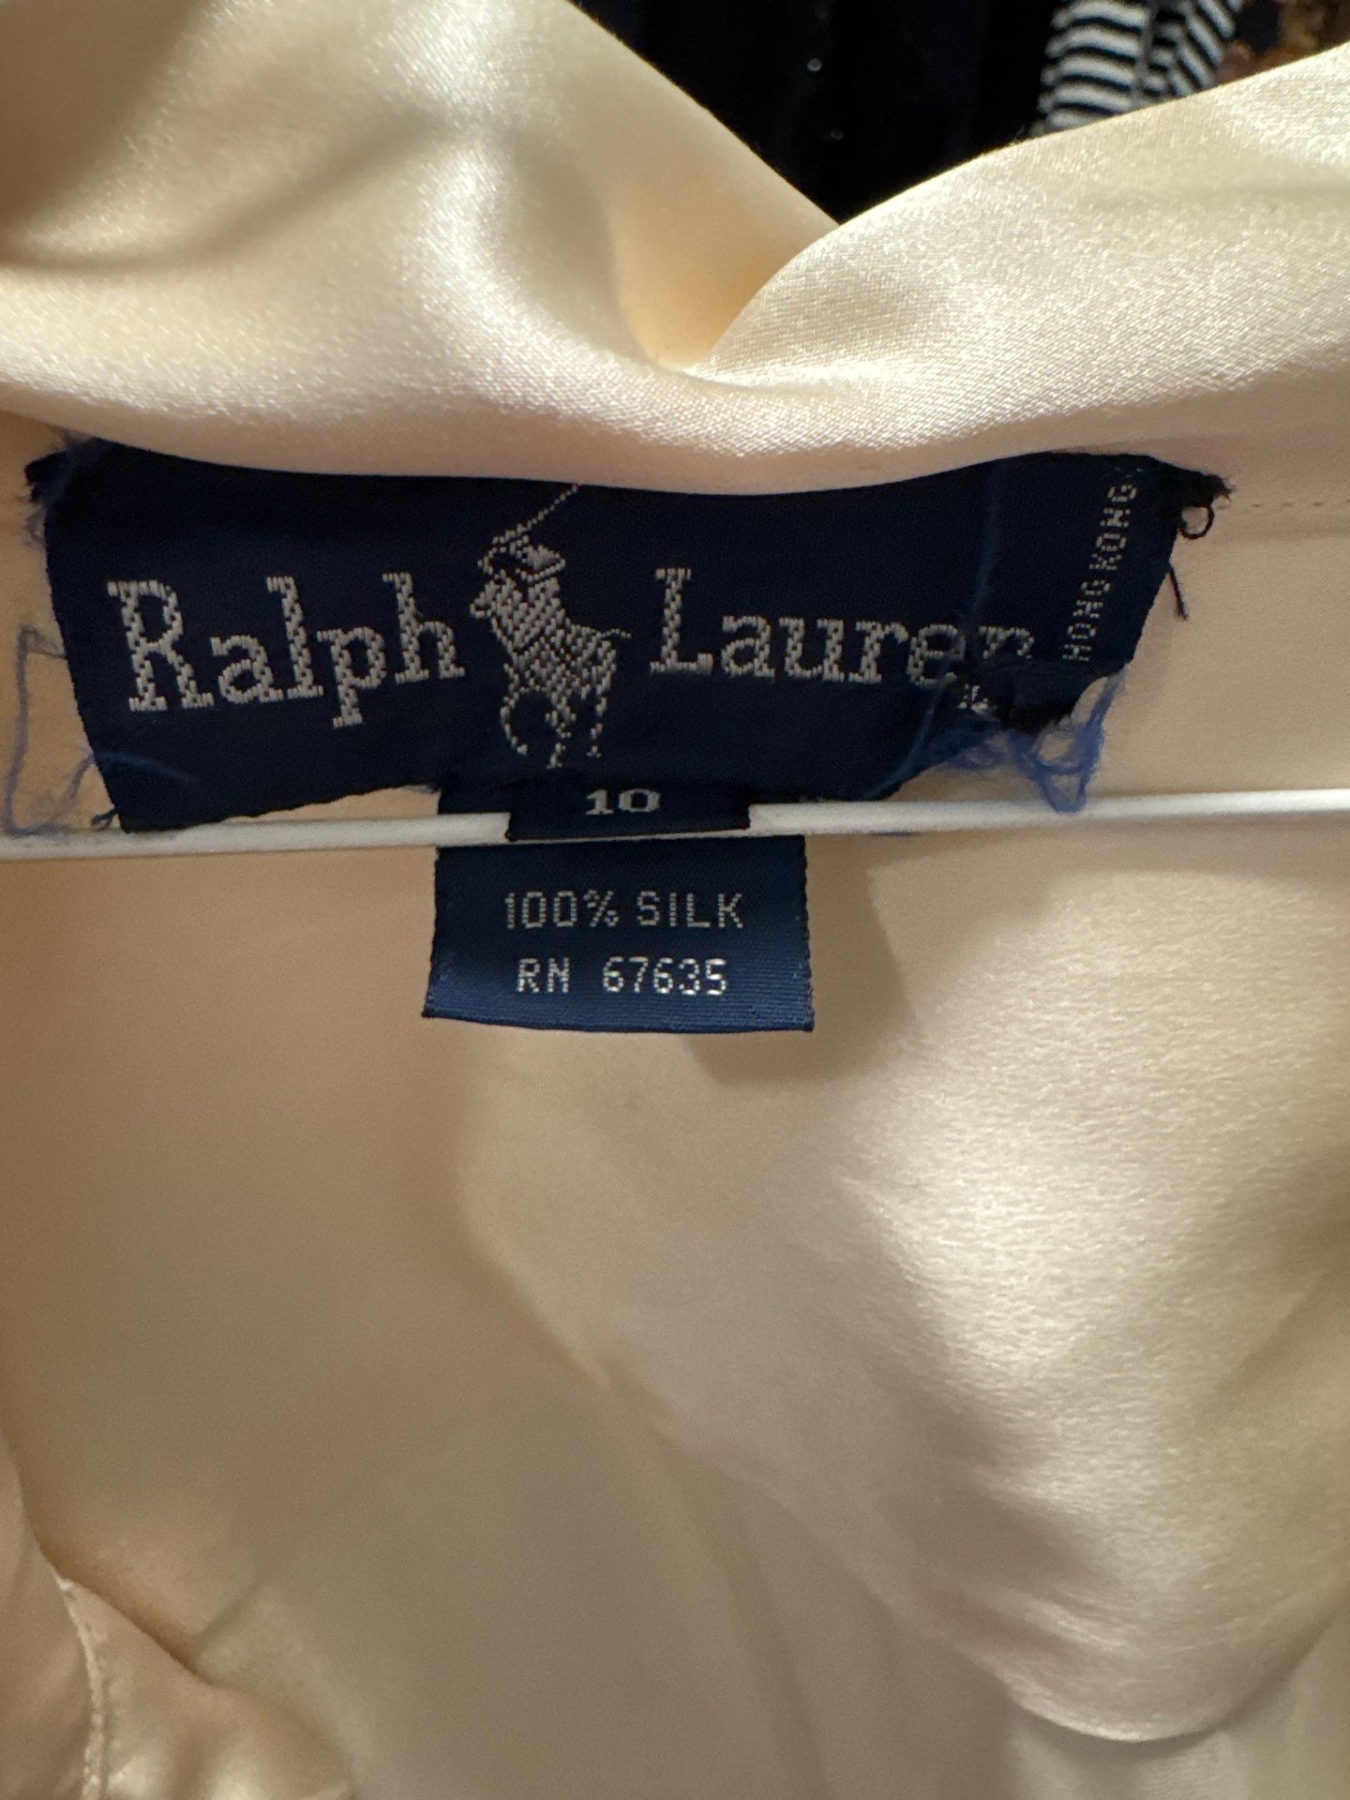 Ralph Lauren
HONG KONG
10
100% SILK
RN 67635